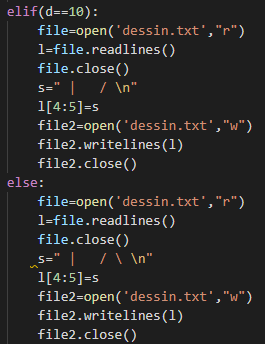 elif(d==10):
    file=open('dessin.txt',"r")
    l=file.readlines()
    file.close()
    s=" |   / \n"
    l[4:5]=s
    file2=open('dessin.txt',"w")
    file2.writelines(l)
    file2.close()
else:
    file=open('dessin.txt',"r")
    l=file.readlines()
    file.close()
    s=" |   / \ \n"
    l[4:5]=s
    file2=open('dessin.txt',"w")
    file2.writelines(l)
    file2.close()